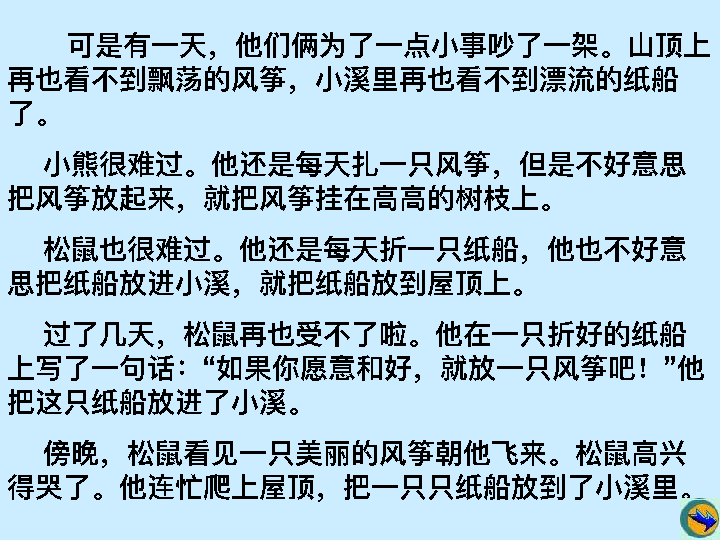 可是有一天，他们俩为了一点小事吵了一架。山顶上
再也看不到飘荡的风筝，小溪里再也看不到漂流的纸船
了。
小熊很难过。他还是每天扎一只风筝，但是不好意思
把风筝放起来，就把风筝挂在高高的树枝上。
松鼠也很难过。他还是每天折一只纸船，他也不好意
思把纸船放进小溪，就把纸船放到屋顶上。
过了几天，松鼠再也受不了啦。他在一只折好的纸船
上写了一句话：“如果你愿意和好，就放一只风筝吧！”他
把这只纸船放进了小溪。
傍晚，松鼠看见一只美丽的风筝朝他飞来。松鼠高兴
得哭了。他连忙爬上屋顶，把一只只纸船放到了小溪里。